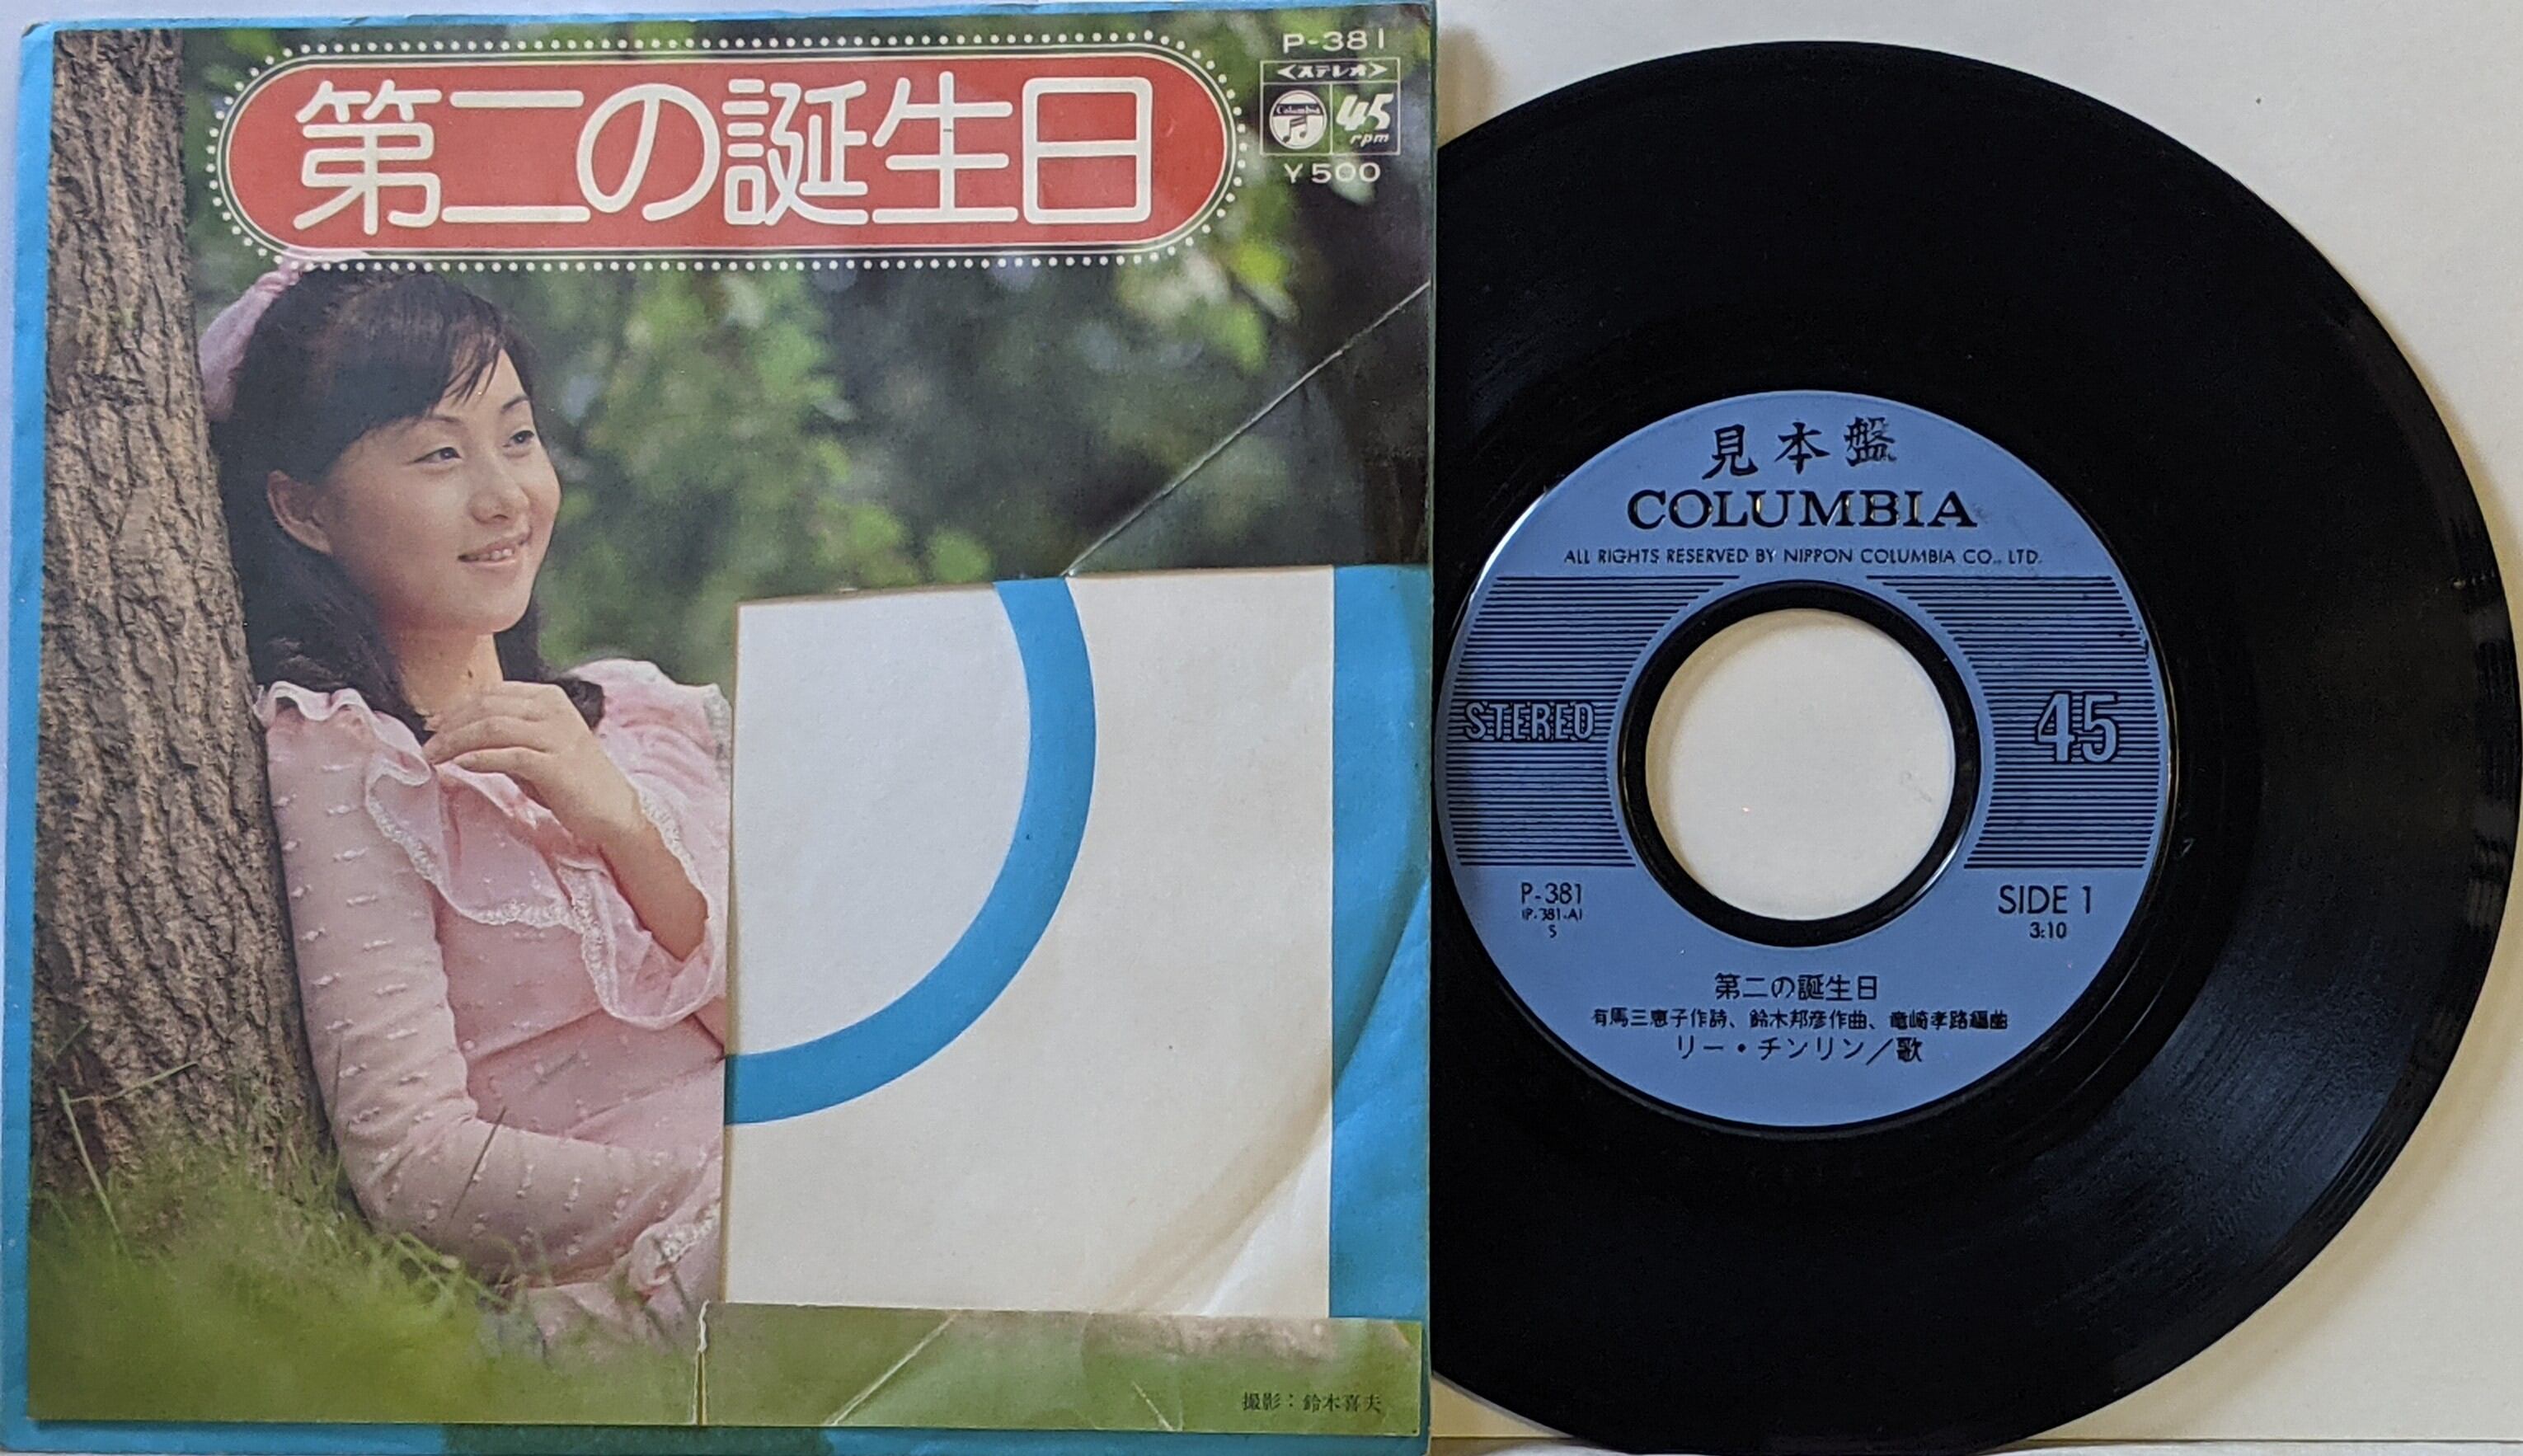 第二の誕生日
P-381
<ステレオ>
Columbia
45
rpm
¥500
撮影：鈴木喜夫
見本盤
COLUMBIA
ALL RIGHTS RESERVED BY NIPPON COLUMBIA CO., LTD.
STEREO
45
P-381
(P-381-A)
S
SIDE 1
3:10
第二の誕生日
有馬三恵子作詩、鈴木邦彦作曲、竜崎孝路編曲
リー・チンリン／歌